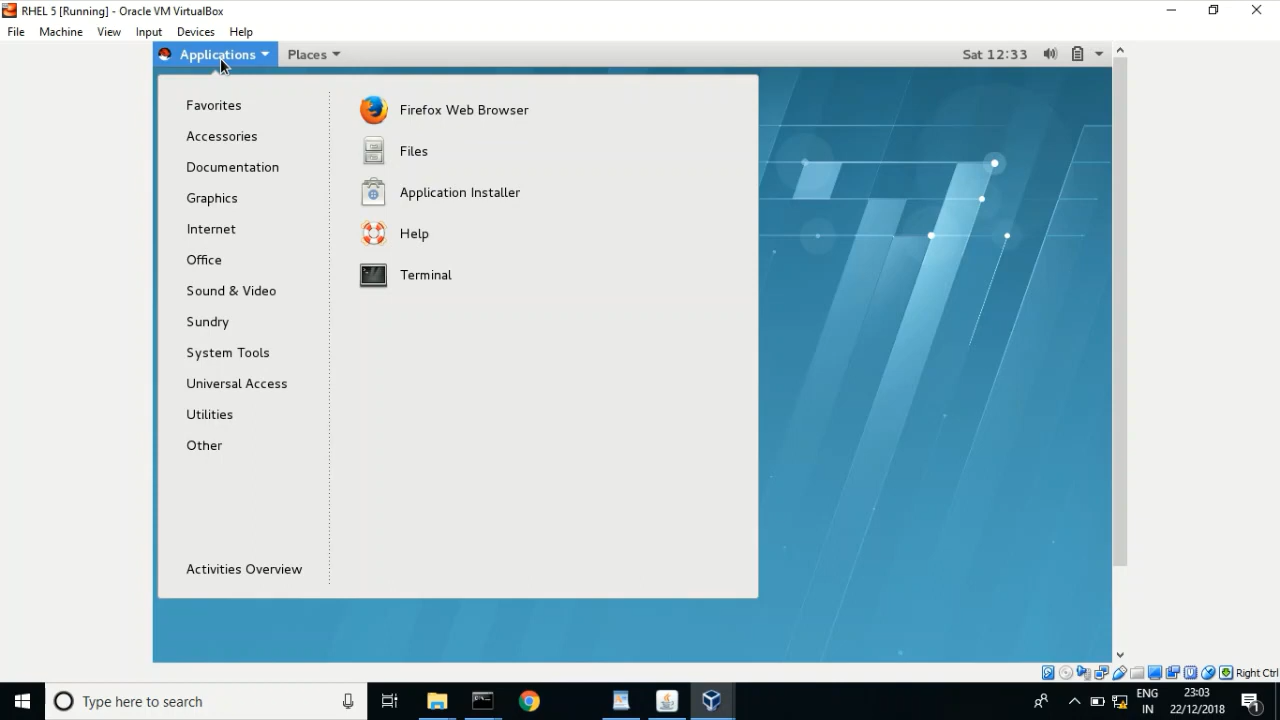 RHEL 5 [Running] - Oracle VM VirtualBox
File Machine View Input Devices Help
Applications Places Sat 12:33
Favorites
Accessories
Documentation
Graphics
Internet
Office
Sound & Video
Sundry
System Tools
Universal Access
Utilities
Other
Activities Overview
Firefox Web Browser
Files
Application Installer
Help
Terminal
Right Ctrl
Type here to search
ENG
IN
23:03
22/12/2018
1